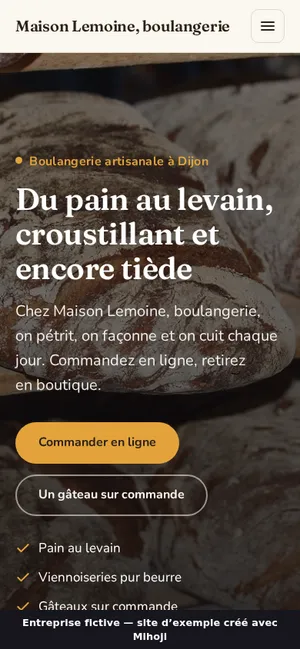 Maison Lemoine, boulangerie
Boulangerie artisanale à Dijon
Du pain au levain,
croustillant et
encore tiède
Chez Maison Lemoine, boulangerie,
on pétrit, on façonne et on cuit chaque
jour. Commandez en ligne, retirez
en boutique.
Commander en ligne
Un gâteau sur commande
Pain au levain
Viennoiseries pur beurre
Gâteaux sur commande
Entreprise fictive — site d’exemple créé avec
Mihoji